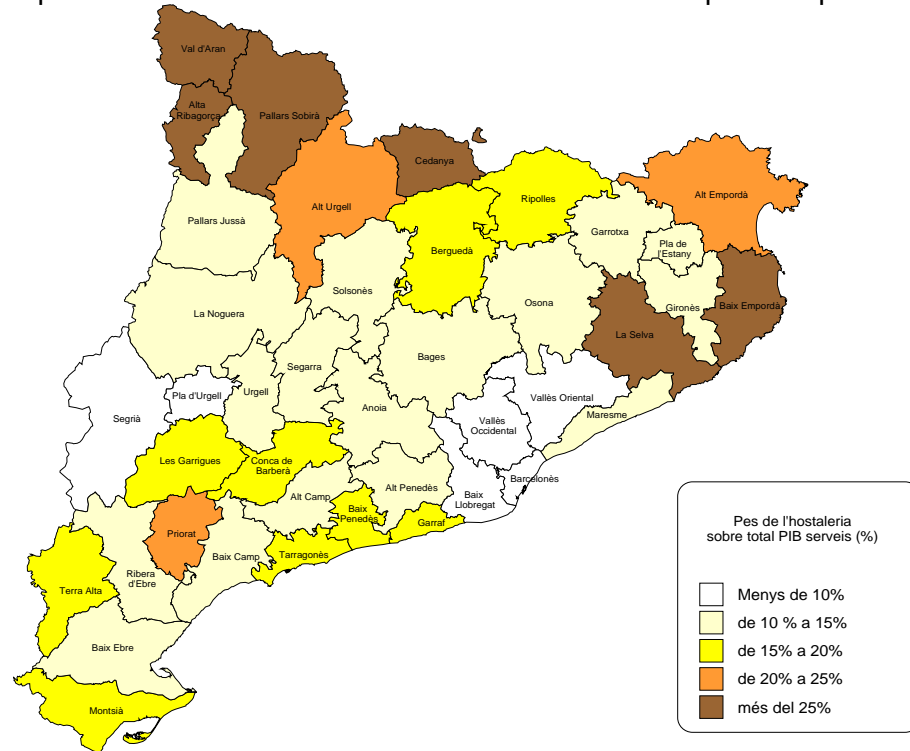 Val d'Aran
Alta
Ribagorça
Pallars Sobirà
Cedanya
Ripolles
Alt Empordà
Alt Urgell
Pallars Jussà
Berguedà
Garrotxa
Pla de
l'Estany
Solsonès
Osona
Gironès
Baix Empordà
La Noguera
La Selva
Bages
Segarra
Urgell
Pla d'Urgell
Segrià
Anoia
Vallès Oriental
Maresme
Vallès
Occidental
Les Garrigues
Conca de
Barberà
Barcelonès
Alt Camp
Alt Penedès
Baix
Llobregat
Baix
Penedès
Garraf
Priorat
Baix Camp
Tarragonès
Ribera
d'Ebre
Terra Alta
Baix Ebre
Montsià
Pes de l'hostaleria
sobre total PIB serveis (%)
Menys de 10%
de 10 % a 15%
de 15% a 20%
de 20% a 25%
més del 25%